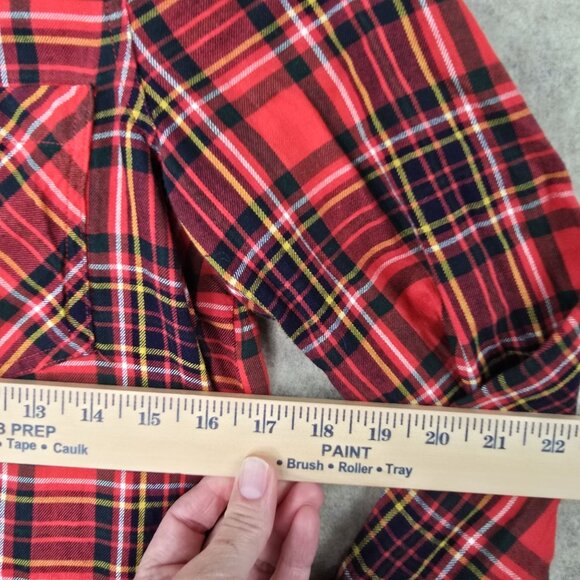 13 14 15 16 17 18 19 20 21 22
B PREP PAINT
• Tape • Caulk • Brush • Roller • Tray